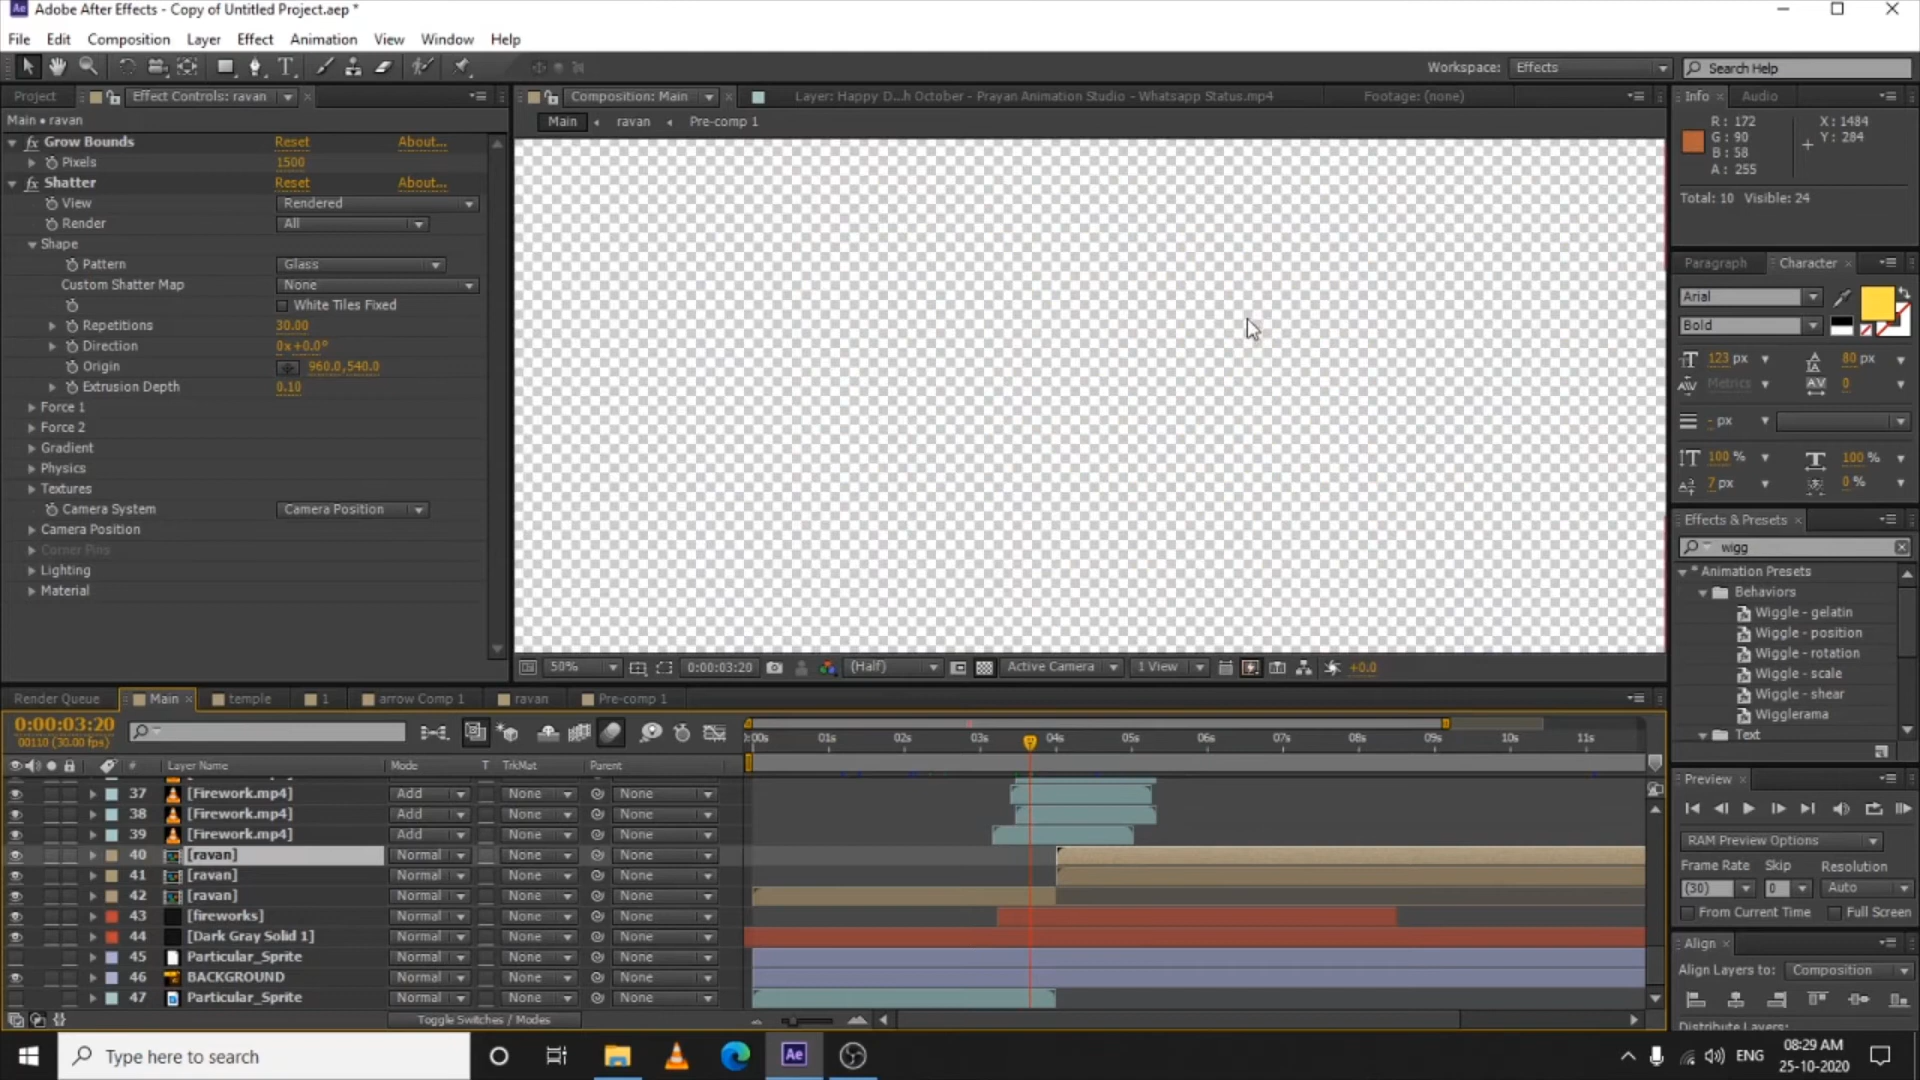 Adobe After Effects - Copy of Untitled Project.aep *
File Edit Composition Layer Effect Animation View Window Help
Workspace: Effects Search Help
Project Effect Controls: ravan Composition: Main Layer: Happy D...h October - Prayan Animation Studio - Whatsapp Status.mp4 Footage: (none) Info Audio
Main • ravan
Main ravan Pre-comp 1
R: 172
G: 90
B: 58
A: 255
X: 1484
Y: 284
Total: 10 Visible: 24
fx Grow Bounds Reset About...
Pixels 1500
fx Shatter Reset About...
View Rendered
Render All
Shape
Pattern Glass
Custom Shatter Map None
White Tiles Fixed
Repetitions 30.00
Direction 0x+0.0°
Origin 960.0,540.0
Extrusion Depth 0.10
Force 1
Force 2
Gradient
Physics
Textures
Camera System Camera Position
Camera Position
Corner Pins
Lighting
Material
Paragraph Character
Arial
Bold
123 px 80 px
Metrics 0
- px
100 % 100 %
7 px 0 %
Effects & Presets
wigg
* Animation Presets
Behaviors
Wiggle - gelatin
Wiggle - position
Wiggle - rotation
Wiggle - scale
Wiggle - shear
Wigglerama
Text
50% 0:00:03:20 (Half) Active Camera 1 View +0.0
Render Queue Main temple 1 arrow Comp 1 ravan Pre-comp 1
0:00:03:20
00110 (30.00 fps)
:00s 01s 02s 03s 04s 05s 06s 07s 08s 09s 10s 11s
# Layer Name Mode T TrkMat Parent
37 [Firework.mp4] Add None None
38 [Firework.mp4] Add None None
39 [Firework.mp4] Add None None
40 [ravan] Normal None None
41 [ravan] Normal None None
42 [ravan] Normal None None
43 [fireworks] Normal None None
44 [Dark Gray Solid 1] Normal None None
45 Particular_Sprite Normal None None
46 BACKGROUND Normal None None
47 Particular_Sprite Normal None None
Toggle Switches / Modes
Preview
RAM Preview Options
Frame Rate Skip Resolution
(30) 0 Auto
From Current Time Full Screen
Align
Align Layers to: Composition
Distribute Layers:
Type here to search
Ae
ENG
08:29 AM
25-10-2020